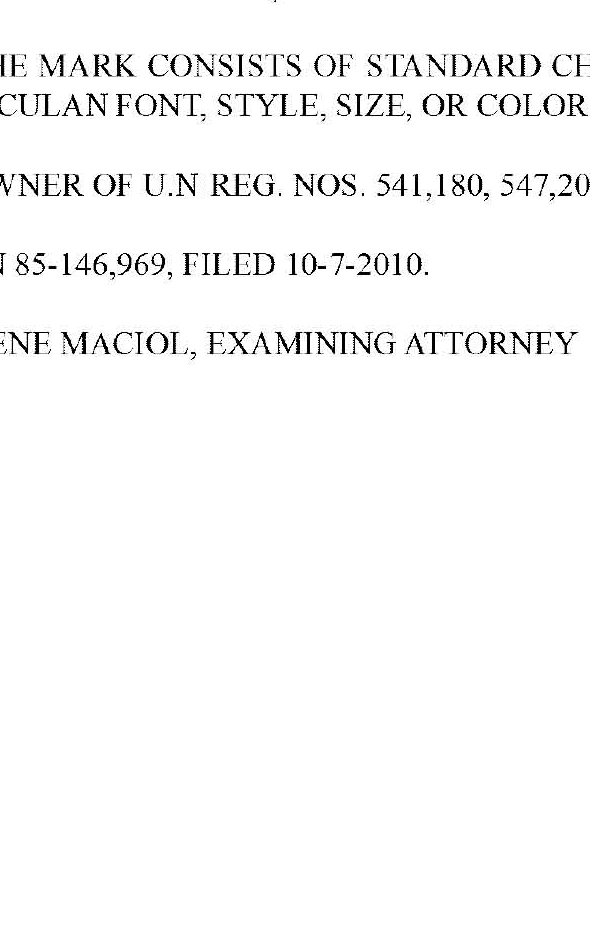 HE MARK CONSISTS OF STANDARD CH
CULAN FONT, STYLE, SIZE, OR COLOR
WNER OF U.N REG. NOS. 541,180, 547,20
N 85-146,969, FILED 10-7-2010.
ENE MACIOL, EXAMINING ATTORNEY